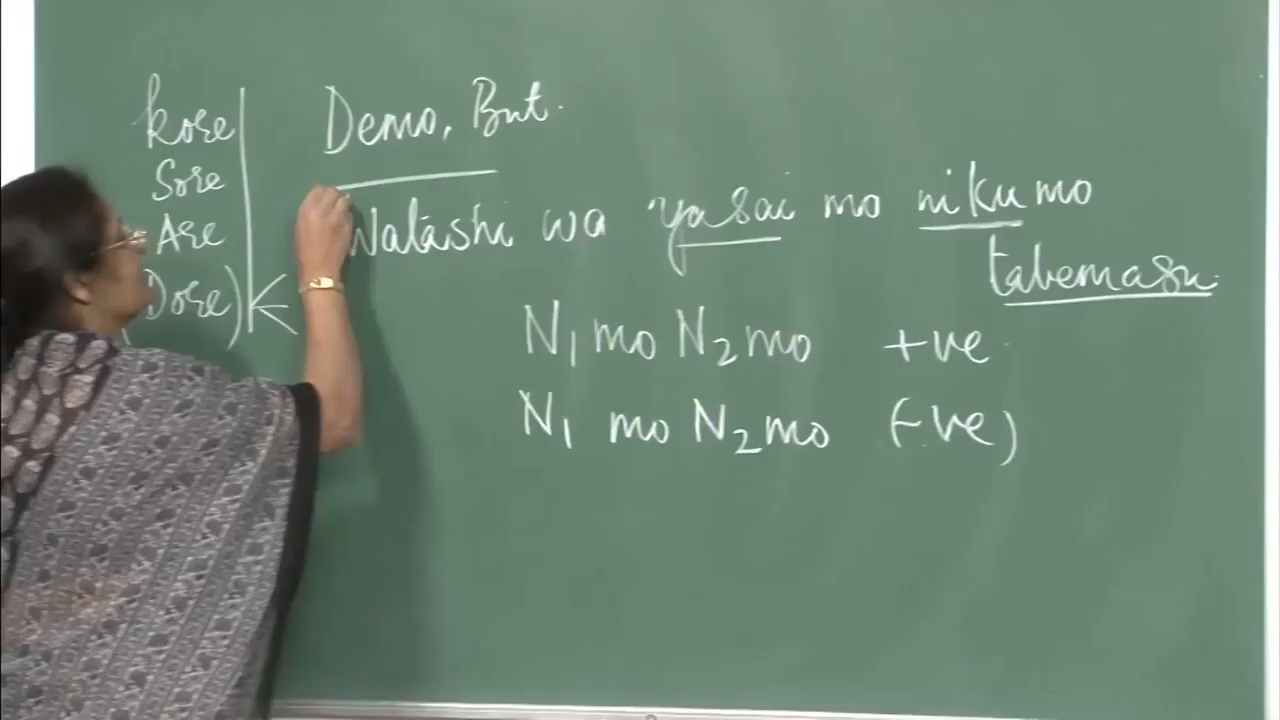 kore
Sore
Are
Dore)
Demo, But.
Watashi wa yasai mo niku mo
tabemasu.
N1 mo N2 mo +ve
N1 mo N2 mo (-ve)